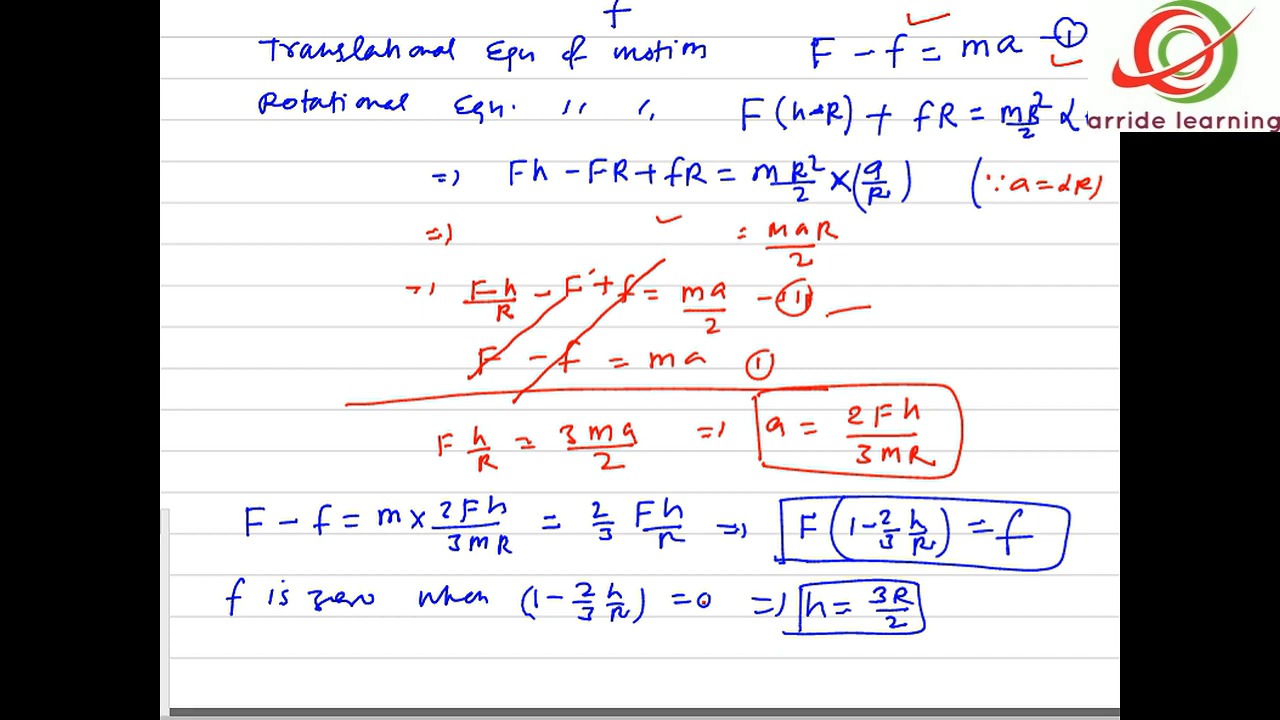 f
Translational Eqn of motion F - f = ma - ①
arride learning
Rotational Eqn. ,, ,, F(h-R) + fR = mR²/2 α
=> Fh - FR + fR = mR²/2 × (a/R) (∵ a = αR)
=> = maR/2
=> Fh/R - F + f = ma/2 - ⑪
F - f = ma ①
F h/R = 3ma/2 => a = 2Fh/3mR
F - f = m × 2Fh/3mR = 2/3 Fh/R => F(1 - 2/3 h/R) = f
f is zero when (1 - 2/3 h/R) = 0 => h = 3R/2